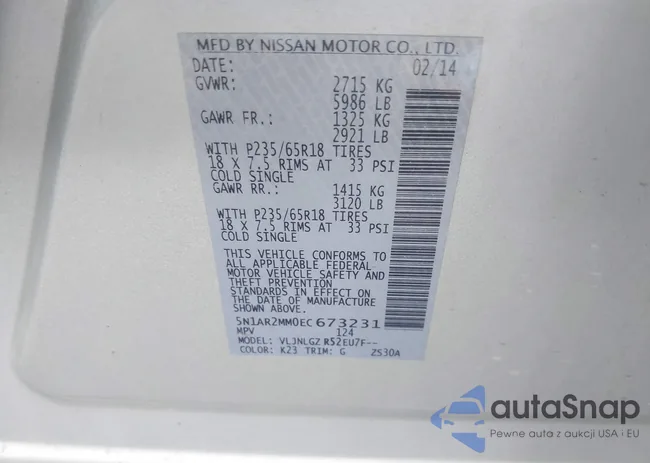 MFD BY NISSAN MOTOR CO., LTD.
DATE: 02/14
GVWR: 2715 KG
5986 LB
GAWR FR.: 1325 KG
2921 LB
WITH P235/65R18 TIRES
18 X 7.5 RIMS AT 33 PSI
COLD SINGLE
GAWR RR.: 1415 KG
3120 LB
WITH P235/65R18 TIRES
18 X 7.5 RIMS AT 33 PSI
COLD SINGLE
THIS VEHICLE CONFORMS TO
ALL APPLICABLE FEDERAL
MOTOR VEHICLE SAFETY AND
THEFT PREVENTION
STANDARDS IN EFFECT ON
THE DATE OF MANUFACTURE
SHOWN ABOVE.
5N1AR2MM0EC673231
MPV 124
MODEL: VLJNLGZ R52EU7F--
COLOR: K23 TRIM: G 2S30A
autaSnap
Pewne auta z aukcji USA i EU